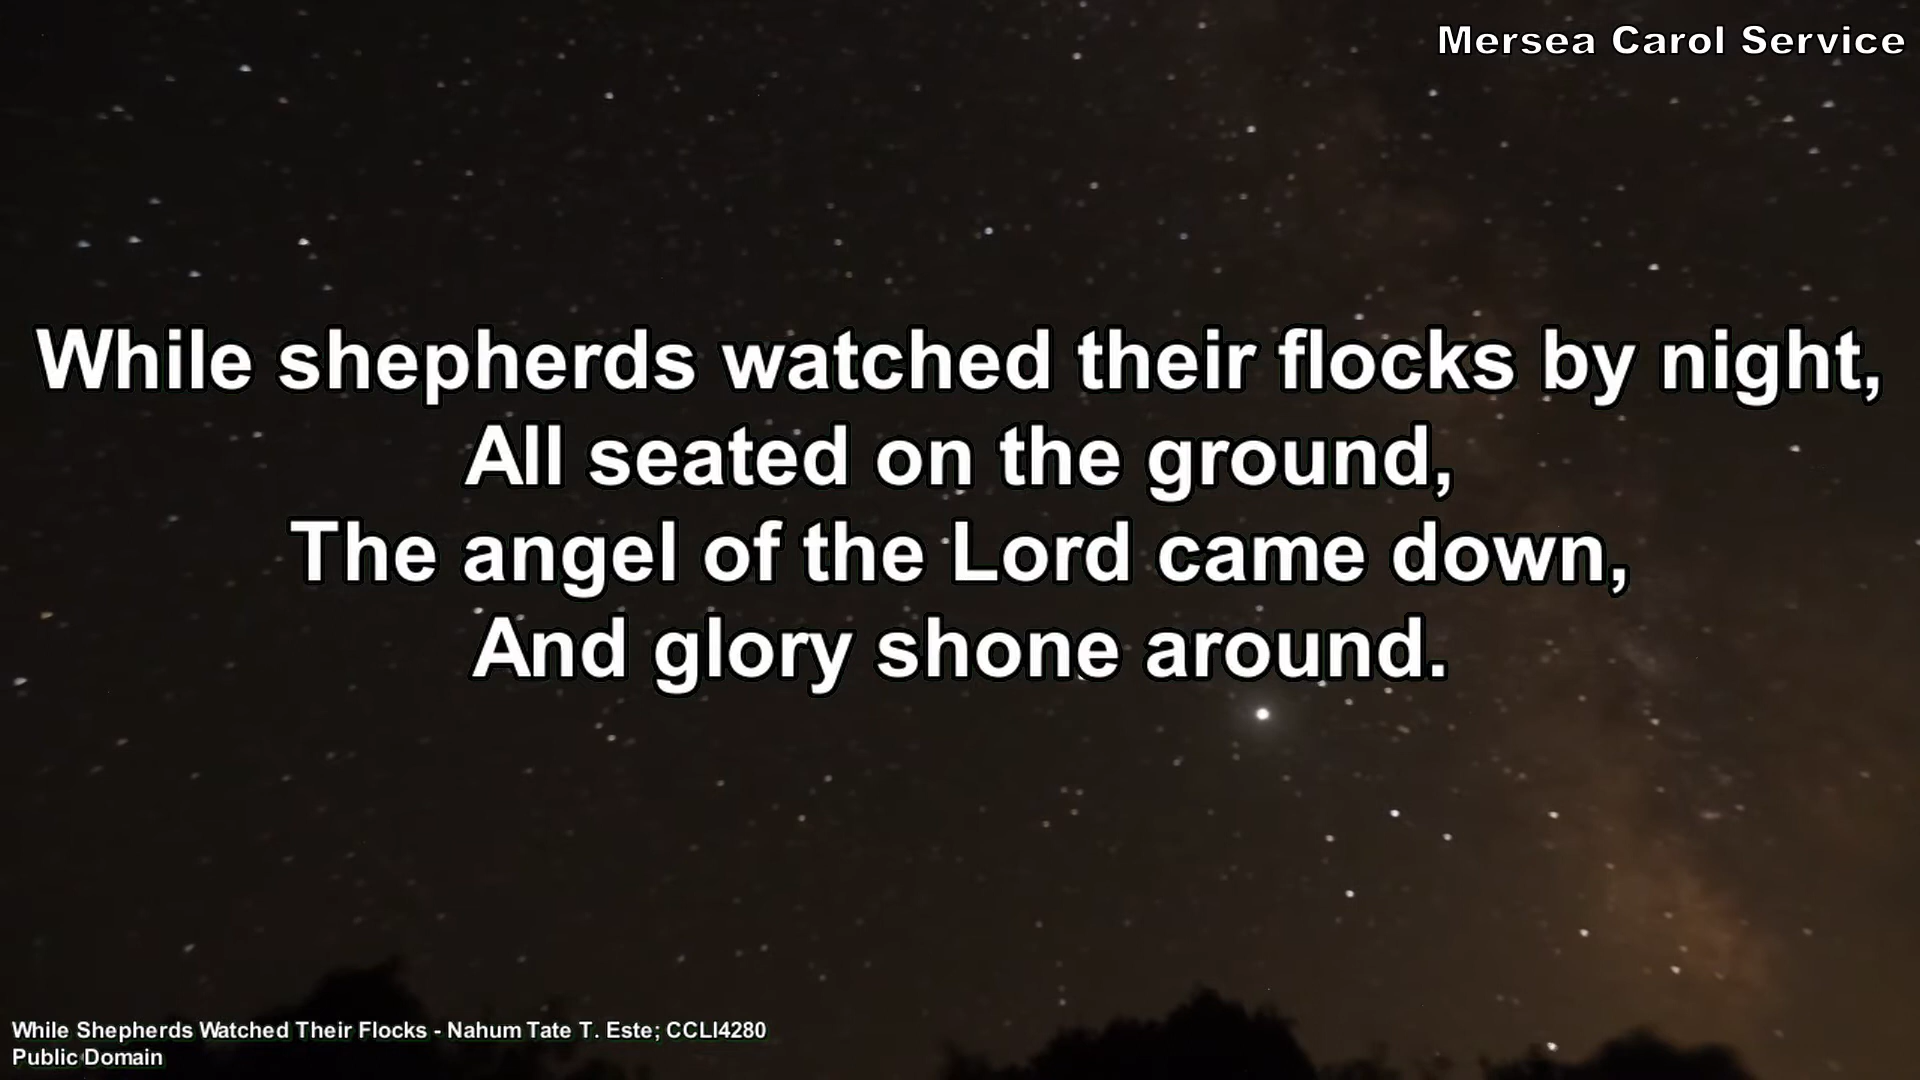 Mersea Carol Service
While shepherds watched their flocks by night,
All seated on the ground,
The angel of the Lord came down,
And glory shone around.
While Shepherds Watched Their Flocks - Nahum Tate T. Este; CCLI4280
Public Domain